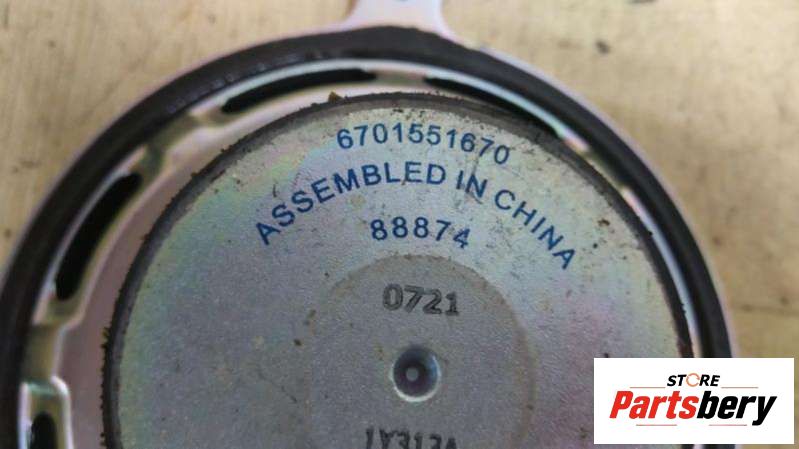 6701551670
ASSEMBLED IN CHINA
88874
0721
STORE
Partsbery